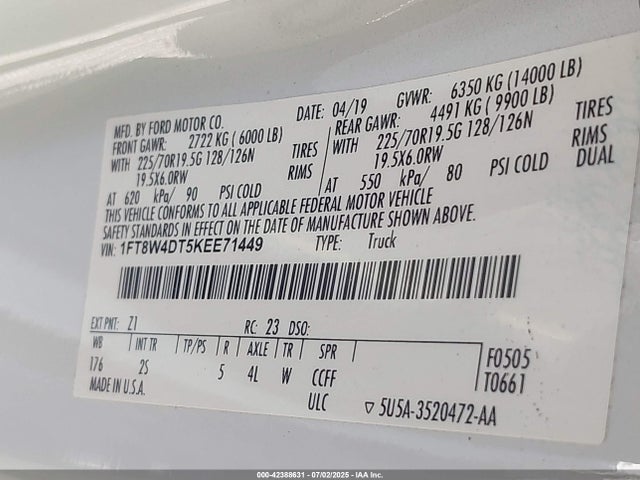 MFD. BY FORD MOTOR CO.
DATE: 04/19 GVWR: 6350 KG (14000 LB)
FRONT GAWR: 2722 KG (6000 LB)
REAR GAWR: 4491 KG (9900 LB)
WITH 225/70R19.5G 128/126N TIRES
WITH 225/70R19.5G 128/126N TIRES
19.5X6.0RW RIMS
19.5X6.0RW RIMS
AT 620 kPa/ 90 PSI COLD
AT 550 kPa/ 80 PSI COLD DUAL
THIS VEHICLE CONFORMS TO ALL APPLICABLE FEDERAL MOTOR VEHICLE
SAFETY STANDARDS IN EFFECT ON THE DATE OF MANUFACTURE SHOWN ABOVE.
VIN: 1FT8W4DT5KEE71449 TYPE: Truck
EXT PNT: Z1 RC: 23 DSO:
WB INT TR TP/PS R AXLE TR SPR
176 2S 5 4L W CCFF
ULC
F0505
T0661
MADE IN U.S.A.
▽ 5U5A-3520472-AA
000-42388631 - 07/02/2025 - IAA Inc.